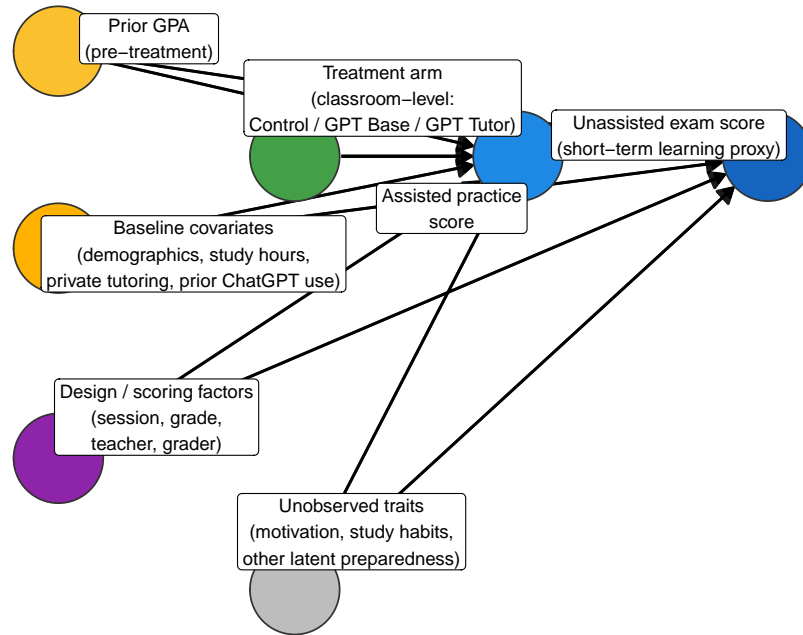 Prior GPA
(pre−treatment)
Treatment arm
(classroom−level:
Control / GPT Base / GPT Tutor)
Unassisted exam score
(short−term learning proxy)
Assisted practice
score
Baseline covariates
(demographics, study hours,
private tutoring, prior ChatGPT use)
Design / scoring factors
(session, grade,
teacher, grader)
Unobserved traits
(motivation, study habits,
other latent preparedness)